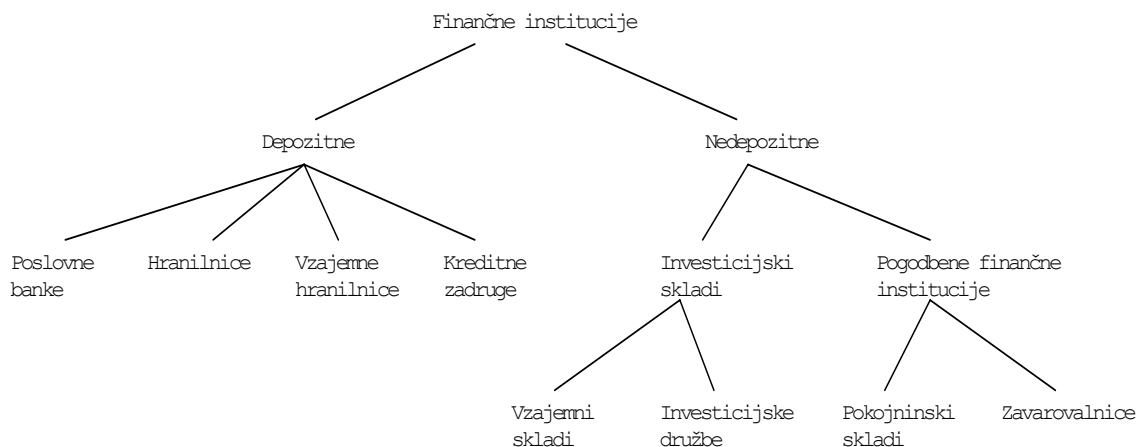 Finančne institucije
Depozitne
Nedepozitne
Poslovne
banke
Hranilnice
Vzajemne
hranilnice
Kreditne
zadruge
Investicijski
skladi
Pogodbene finančne
institucije
Vzajemni
skladi
Investicijske
družbe
Pokojninski
skladi
Zavarovalnice